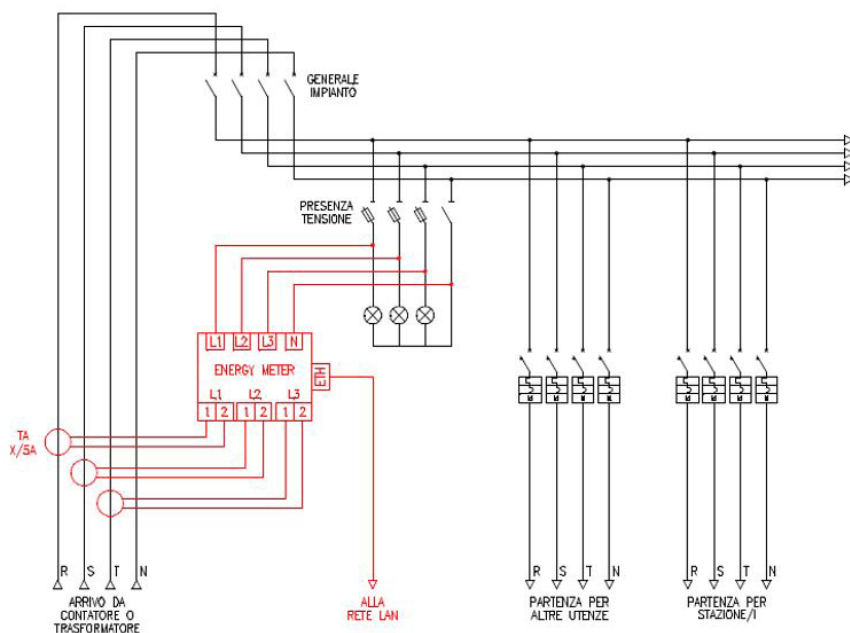 GENERALE
IMPIANTO
PRESENZA
TENSIONE
L1 L2 L3 N
ENERGY METER
ETH
L1 L2 L3
1 2 1 2 1 2
TA
X/5A
R S T N
ARRIVO DA
CONTATORE O
TRASFORMATORE
ALLA
RETE LAN
R S T N
PARTENZA PER
ALTRE UTENZE
R S T N
PARTENZA PER
STAZIONE/I